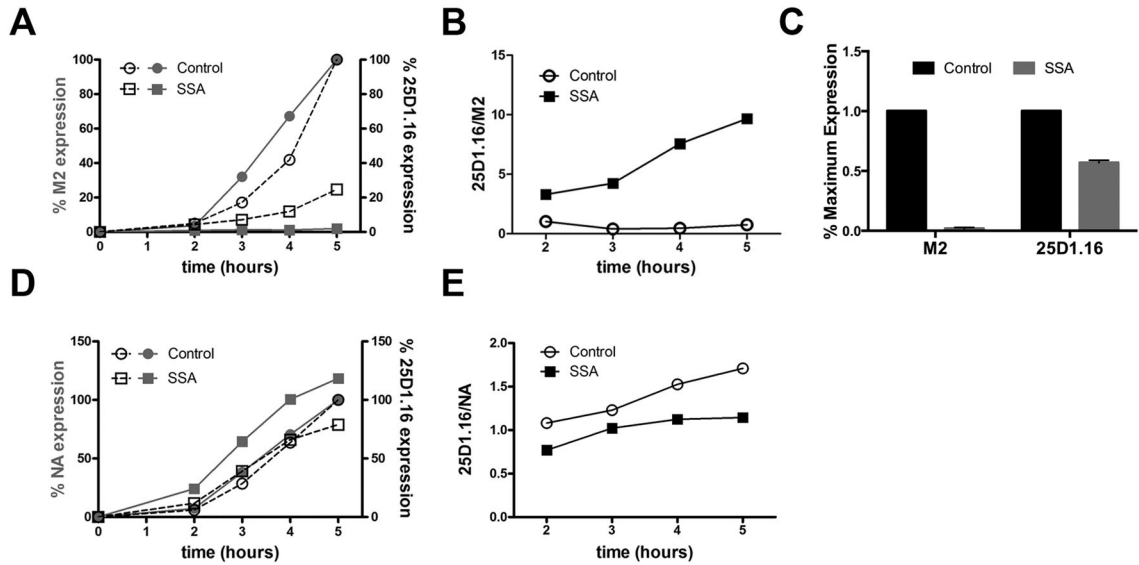 A
% M2 expression
100
80
60
40
20
0
0 1 2 3 4 5
time (hours)
100
80
60
40
20
0
% 25D1.16 expression
Control
SSA
B
25D1.16/M2
15
10
5
0
2 3 4 5
time (hours)
Control
SSA
C
% Maximum Expression
1.5
1.0
0.5
0.0
Control SSA
M2 25D1.16
D
% NA expression
150
100
50
0
0 1 2 3 4 5
time (hours)
150
100
50
0
% 25D1.16 expression
Control
SSA
E
25D1.16/NA
2.0
1.5
1.0
0.5
0.0
2 3 4 5
time (hours)
Control
SSA